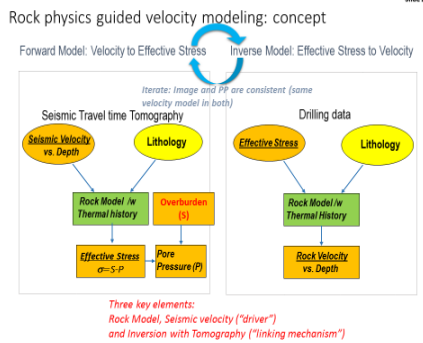 Rock physics guided velocity modeling: concept
Forward Model: Velocity to Effective Stress
Inverse Model: Effective Stress to Velocity
Iterate: Image and PP are consistent (same
velocity model in both)
Seismic Travel time Tomography
Seismic Velocity
vs. Depth
Lithology
Rock Model /w
Thermal history
Overburden
(S)
Effective Stress
σ=S-P
Pore
Pressure (P)
Drilling data
Effective Stress
Lithology
Rock Model /w
Thermal History
Rock Velocity
vs. Depth
Three key elements:
Rock Model, Seismic velocity ("driver")
and Inversion with Tomography ("linking mechanism")